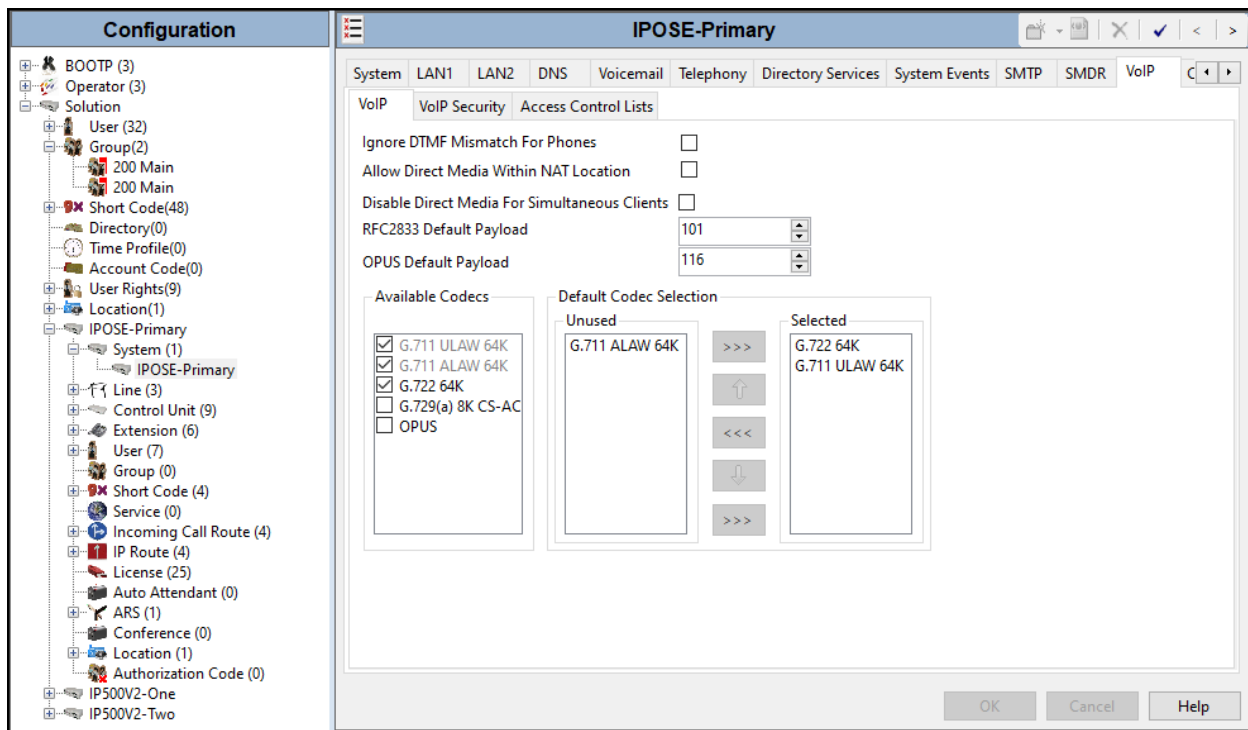 Configuration
BOOTP (3)
Operator (3)
Solution
User (32)
Group(2)
200 Main
200 Main
Short Code(48)
Directory(0)
Time Profile(0)
Account Code(0)
User Rights(9)
Location(1)
IPOSE-Primary
System (1)
IPOSE-Primary
Line (3)
Control Unit (9)
Extension (6)
User (7)
Group (0)
Short Code (4)
Service (0)
Incoming Call Route (4)
IP Route (4)
License (25)
Auto Attendant (0)
ARS (1)
Conference (0)
Location (1)
Authorization Code (0)
IP500V2-One
IP500V2-Two
IPOSE-Primary
System LAN1 LAN2 DNS Voicemail Telephony Directory Services System Events SMTP SMDR VoIP
VoIP VoIP Security Access Control Lists
Ignore DTMF Mismatch For Phones
Allow Direct Media Within NAT Location
Disable Direct Media For Simultaneous Clients
RFC2833 Default Payload 101
OPUS Default Payload 116
Available Codecs
G.711 ULAW 64K
G.711 ALAW 64K
G.722 64K
G.729(a) 8K CS-AC
OPUS
Default Codec Selection
Unused
G.711 ALAW 64K
>>>
<<<
>>>
Selected
G.722 64K
G.711 ULAW 64K
OK Cancel Help